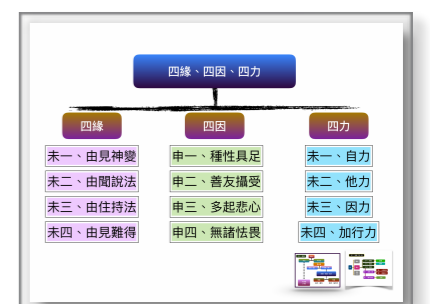 四緣、四因、四力
四緣
四因
四力
未一、由見神變
申一、種性具足
未一、自力
未二、由聞說法
申二、善友攝受
未二、他力
未三、由住持法
申三、多起悲心
未三、因力
未四、由見難得
申四、無諸怯畏
未四、加行力